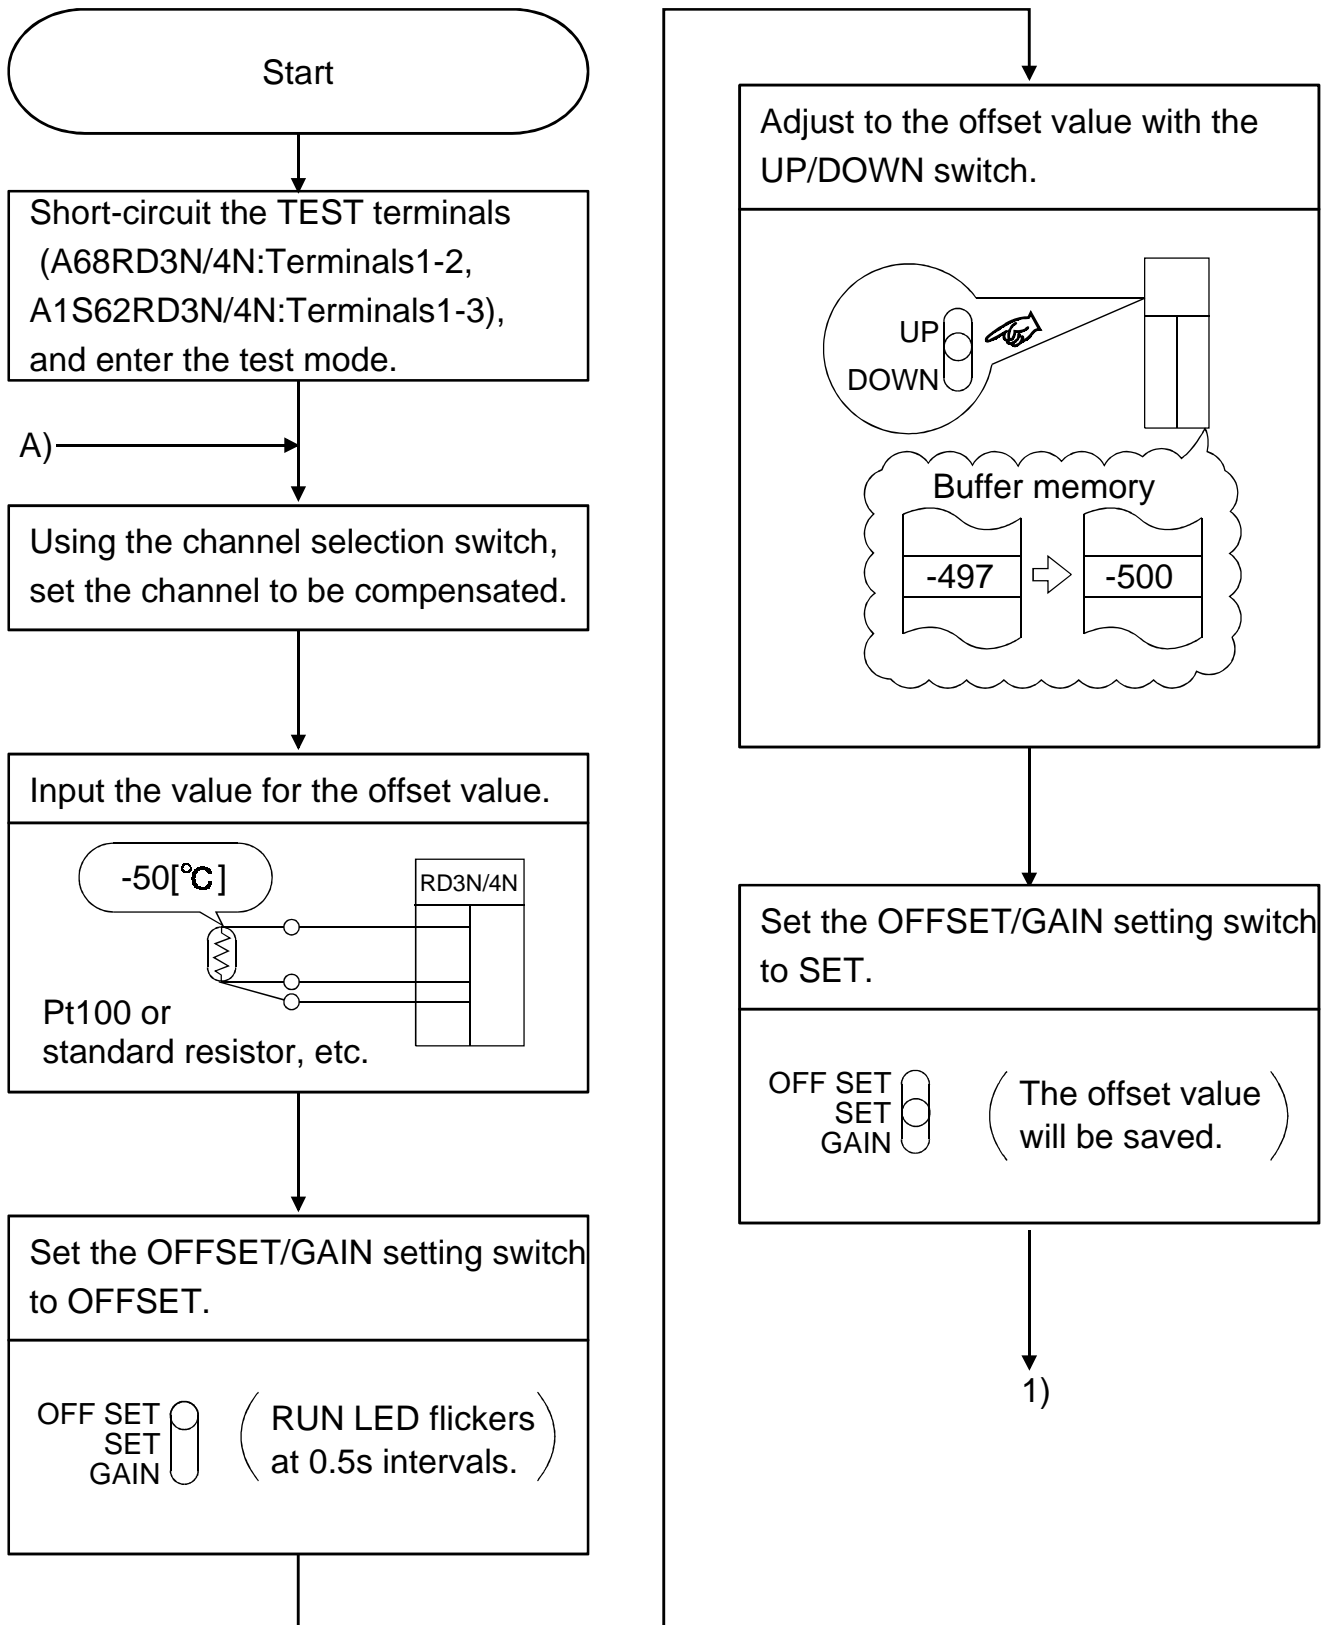 Start
Short-circuit the TEST terminals
(A68RD3N/4N:Terminals1-2,
A1S62RD3N/4N:Terminals1-3),
and enter the test mode.
A)
Using the channel selection switch,
set the channel to be compensated.
Input the value for the offset value.
-50[°C]
RD3N/4N
Pt100 or
standard resistor, etc.
Set the OFFSET/GAIN setting switch
to OFFSET.
OFF SET
SET
GAIN
RUN LED flickers
at 0.5s intervals.
Adjust to the offset value with the
UP/DOWN switch.
UP
DOWN
Buffer memory
-497
-500
Set the OFFSET/GAIN setting switch
to SET.
OFF SET
SET
GAIN
The offset value
will be saved.
1)